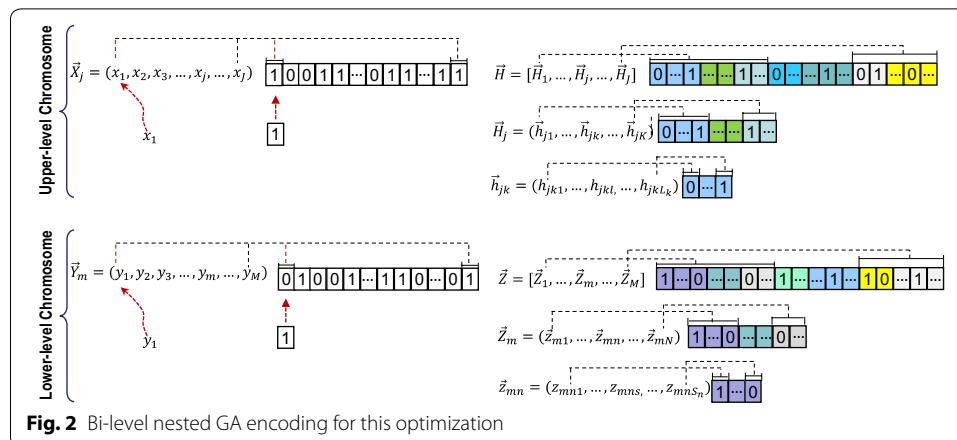 Upper-level Chromosome
X⃗_j = (x_1, x_2, x_3, ..., x_j, ..., x_j)
1 0 0 1 1 ... 0 1 1 ... 1 1
x_1
1
H⃗ = [H⃗_1, ..., H⃗_j, ..., H⃗_J]
0 ... 1 ... ... 1 ... 0 ... ... 1 ... 0 1 ... 0 ...
H⃗_j = (h⃗_j1, ..., h⃗_jk, ..., h⃗_jK)
0 ... 1 ... ... 1 ...
h⃗_jk = (h_jk1, ..., h_jkl, ..., h_jkL_k)
0 ... 1
Lower-level Chromosome
Y⃗_m = (y_1, y_2, y_3, ..., y_m, ..., y_M)
0 1 0 0 1 ... 1 1 0 ... 0 1
y_1
1
Z⃗ = [Z⃗_1, ..., Z⃗_m, ..., Z⃗_M]
1 ... 0 ... ... 0 ... 1 ... ... 1 ... 1 0 ... 1 ...
Z⃗_m = (z⃗_m1, ..., z⃗_mn, ..., z⃗_mN)
1 ... 0 ... ... 0 ...
z⃗_mn = (z_mn1, ..., z_mns, ..., z_mnS_n)
1 ... 0
Fig. 2 Bi-level nested GA encoding for this optimization